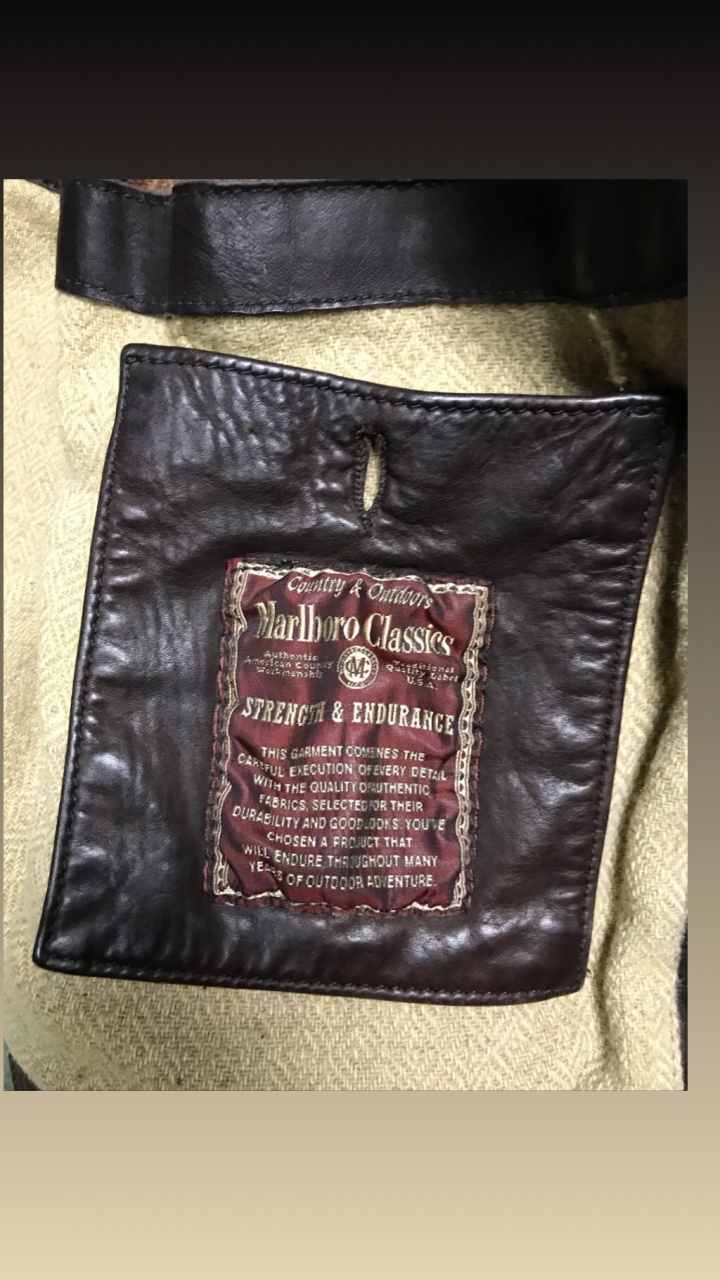 Country & Outdoors
Marlboro Classics
Authentic
American County
Workmanship
MC
Traditional
Quality Label
U.S.A.
STRENGTH & ENDURANCE
THIS GARMENT COMBINES THE
CAREFUL EXECUTION OF EVERY DETAIL
WITH THE QUALITY OF AUTHENTIC
FABRICS, SELECTED FOR THEIR
DURABILITY AND GOOD LOOKS. YOU'VE
CHOSEN A PRODUCT THAT
WILL ENDURE THROUGHOUT MANY
YEARS OF OUTDOOR ADVENTURE.